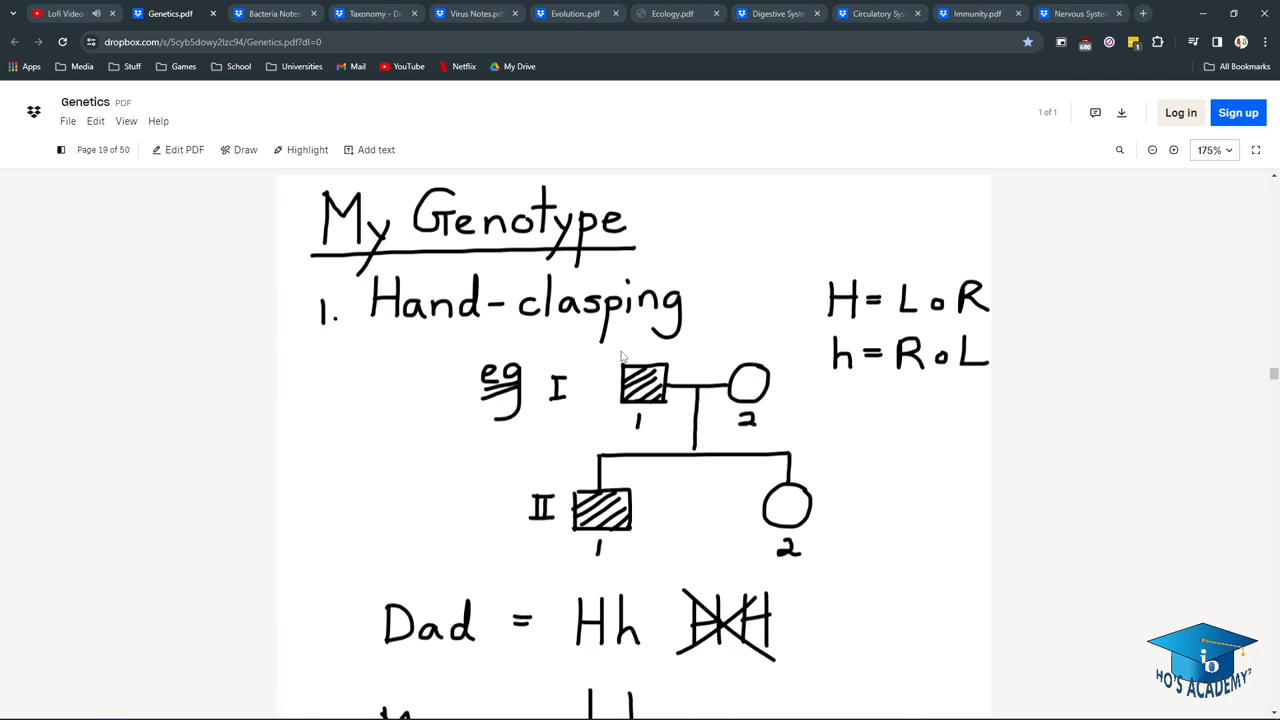 Lofi Video
Genetics.pdf
Bacteria Notes
Taxonomy - D
Virus Notes.pdf
Evolution..pdf
Ecology.pdf
Digestive Syst
Circulatory Sys
Immunity.pdf
Nervous Syste
dropbox.com/s/5cyb5dowy2lzc94/Genetics.pdf?dl=0
680
1
Apps
Media
Stuff
Games
School
Universities
Mail
YouTube
Netflix
My Drive
All Bookmarks
Genetics PDF
File Edit View Help
1 of 1
Log in
Sign up
Page 19 of 50
Edit PDF
Draw
Highlight
Add text
175%
My Genotype
1. Hand-clasping
H = L o R
h = R o L
eg I
1 2
II
1 2
Dad = Hh HH
HO'S ACADEMY